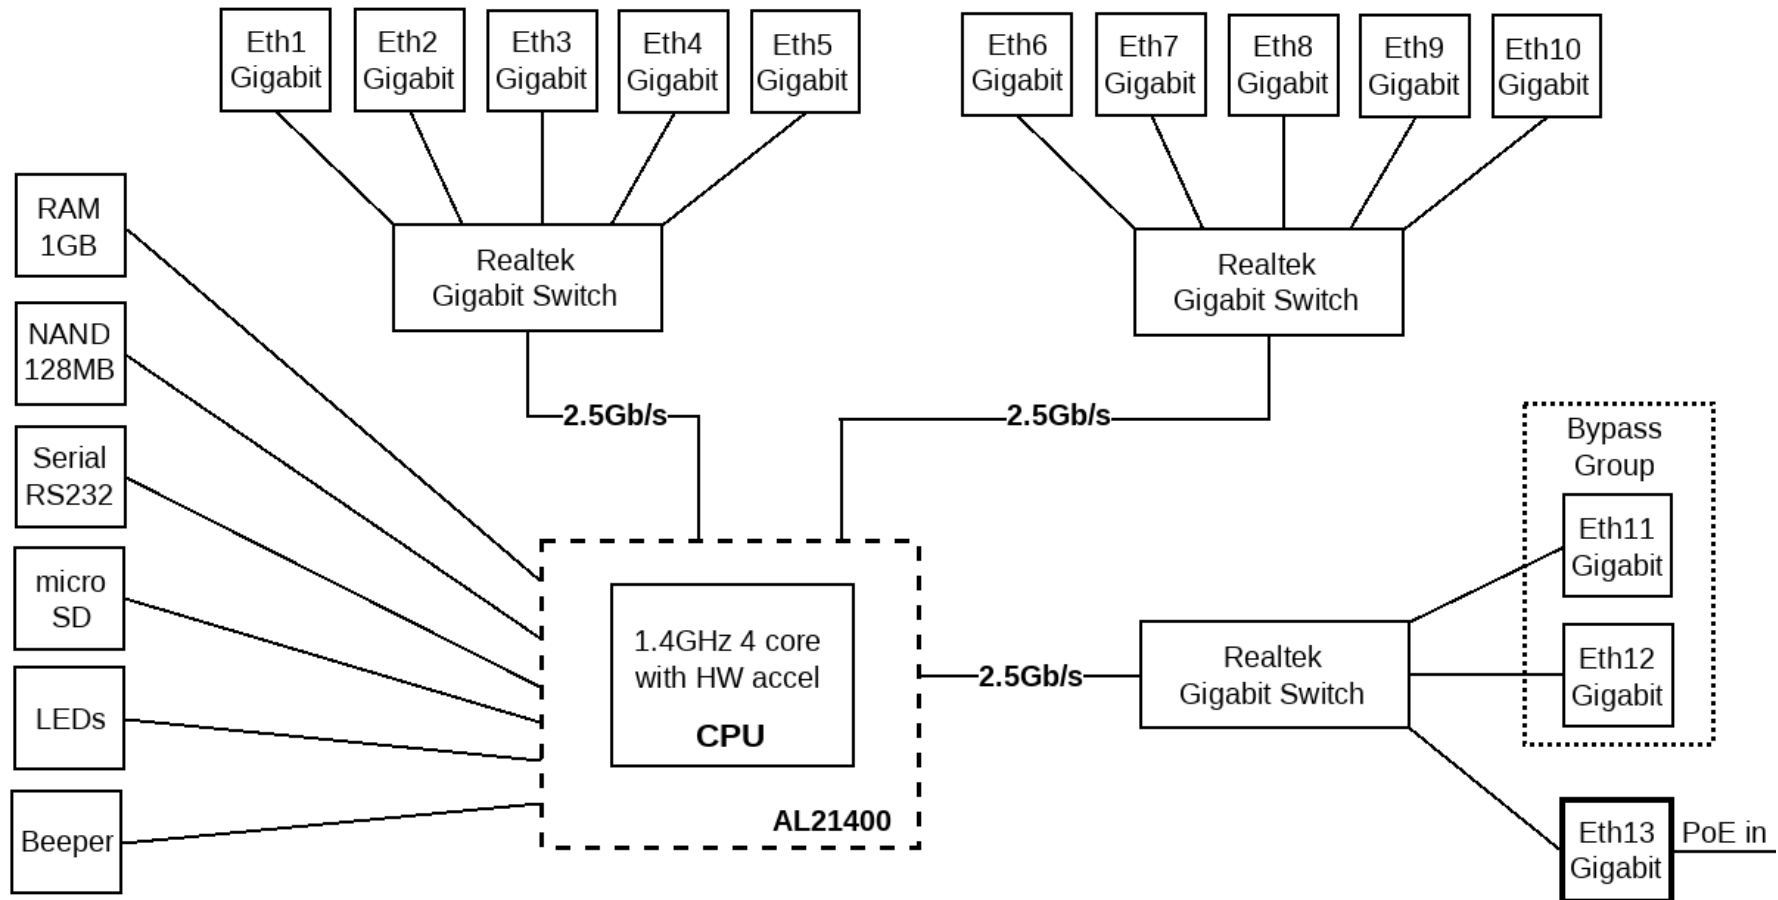 Eth1
Gigabit
Eth2
Gigabit
Eth3
Gigabit
Eth4
Gigabit
Eth5
Gigabit
Eth6
Gigabit
Eth7
Gigabit
Eth8
Gigabit
Eth9
Gigabit
Eth10
Gigabit
RAM
1GB
NAND
128MB
Serial
RS232
micro
SD
LEDs
Beeper
Realtek
Gigabit Switch
Realtek
Gigabit Switch
2.5Gb/s
2.5Gb/s
1.4GHz 4 core
with HW accel
CPU
AL21400
2.5Gb/s
Realtek
Gigabit Switch
Bypass
Group
Eth11
Gigabit
Eth12
Gigabit
Eth13
Gigabit
PoE in